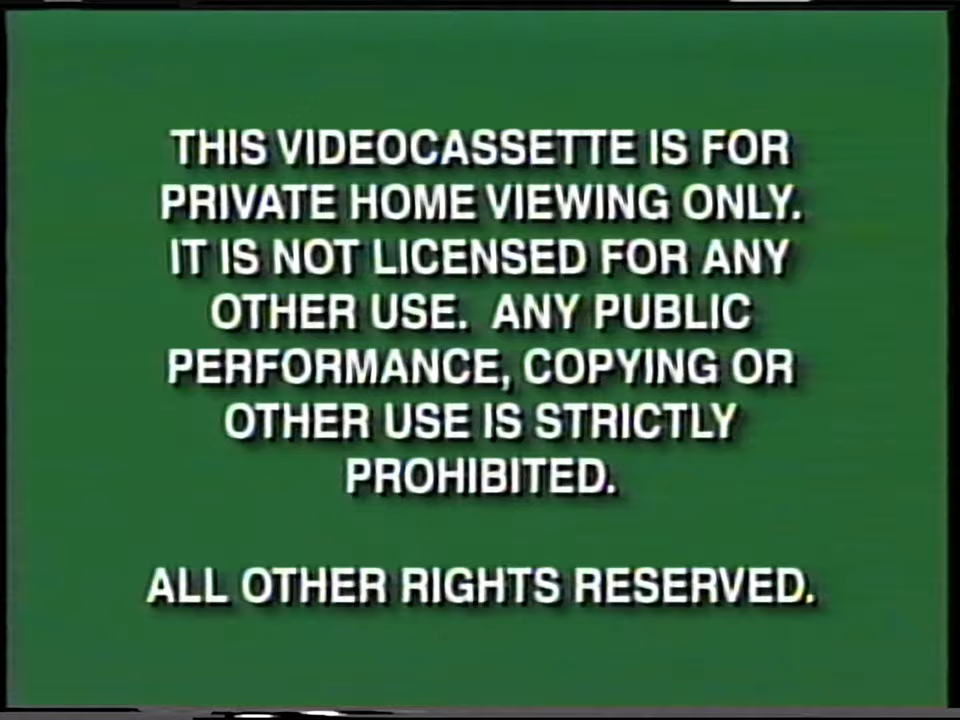 THIS VIDEOCASSETTE IS FOR
PRIVATE HOME VIEWING ONLY.
IT IS NOT LICENSED FOR ANY
OTHER USE.  ANY PUBLIC
PERFORMANCE, COPYING OR
OTHER USE IS STRICTLY
PROHIBITED.
ALL OTHER RIGHTS RESERVED.